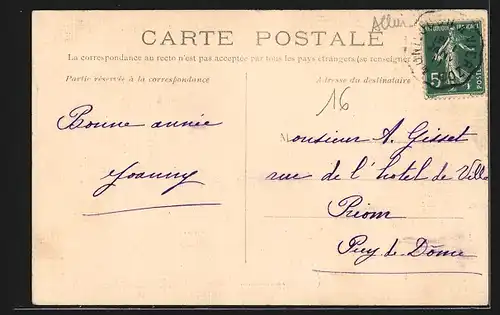 CARTE POSTALE
La correspondance au recto n'est pas acceptée par tous les pays étrangers (se renseigner
Partie réservée à la correspondance
Adresse du destinataire
16
Bonne année
Joanny
Monsieur A. Gisset
rue de l'hotel de Ville
Riom
Puy de Dôme
5c
POSTES